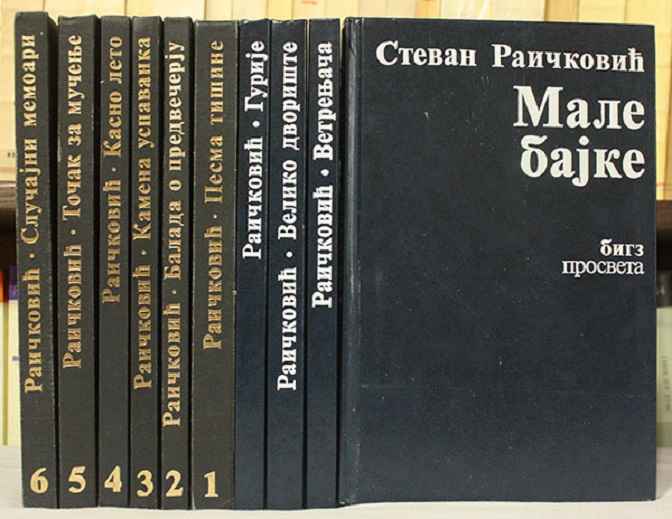 Раичковић · Случајни мемоари
6
Раичковић · Точак за мучење
5
Раичковић · Касно лето
4
Раичковић · Камена успаванка
3
Раичковић · Балада о предвечерју
2
Раичковић · Песма тишине
1
Раичковић · Гурије
Раичковић · Велико двориште
Раичковић · Ветрењача
Стеван Раичковић
Мале
бајке
бигз
просвета